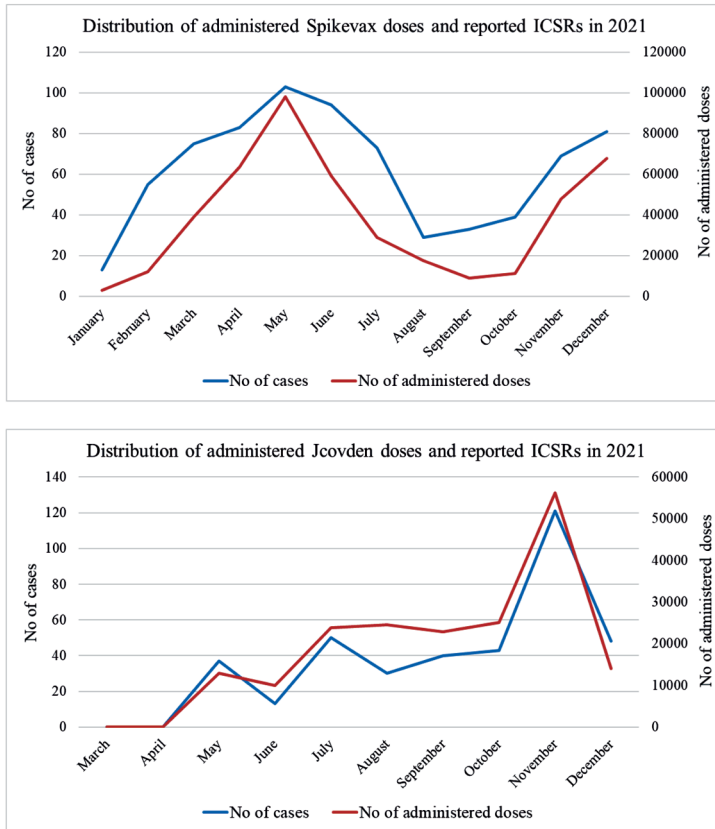 Distribution of administered Spikevax doses and reported ICSRs in 2021
120
100
80
60
40
20
0
No of cases
120000
100000
80000
60000
40000
20000
0
No of administered doses
January
February
March
April
May
June
July
August
September
October
November
December
No of cases
No of administered doses
Distribution of administered Jcovden doses and reported ICSRs in 2021
140
120
100
80
60
40
20
0
No of cases
60000
50000
40000
30000
20000
10000
0
No of administered doses
March
April
May
June
July
August
September
October
November
December
No of cases
No of administered doses